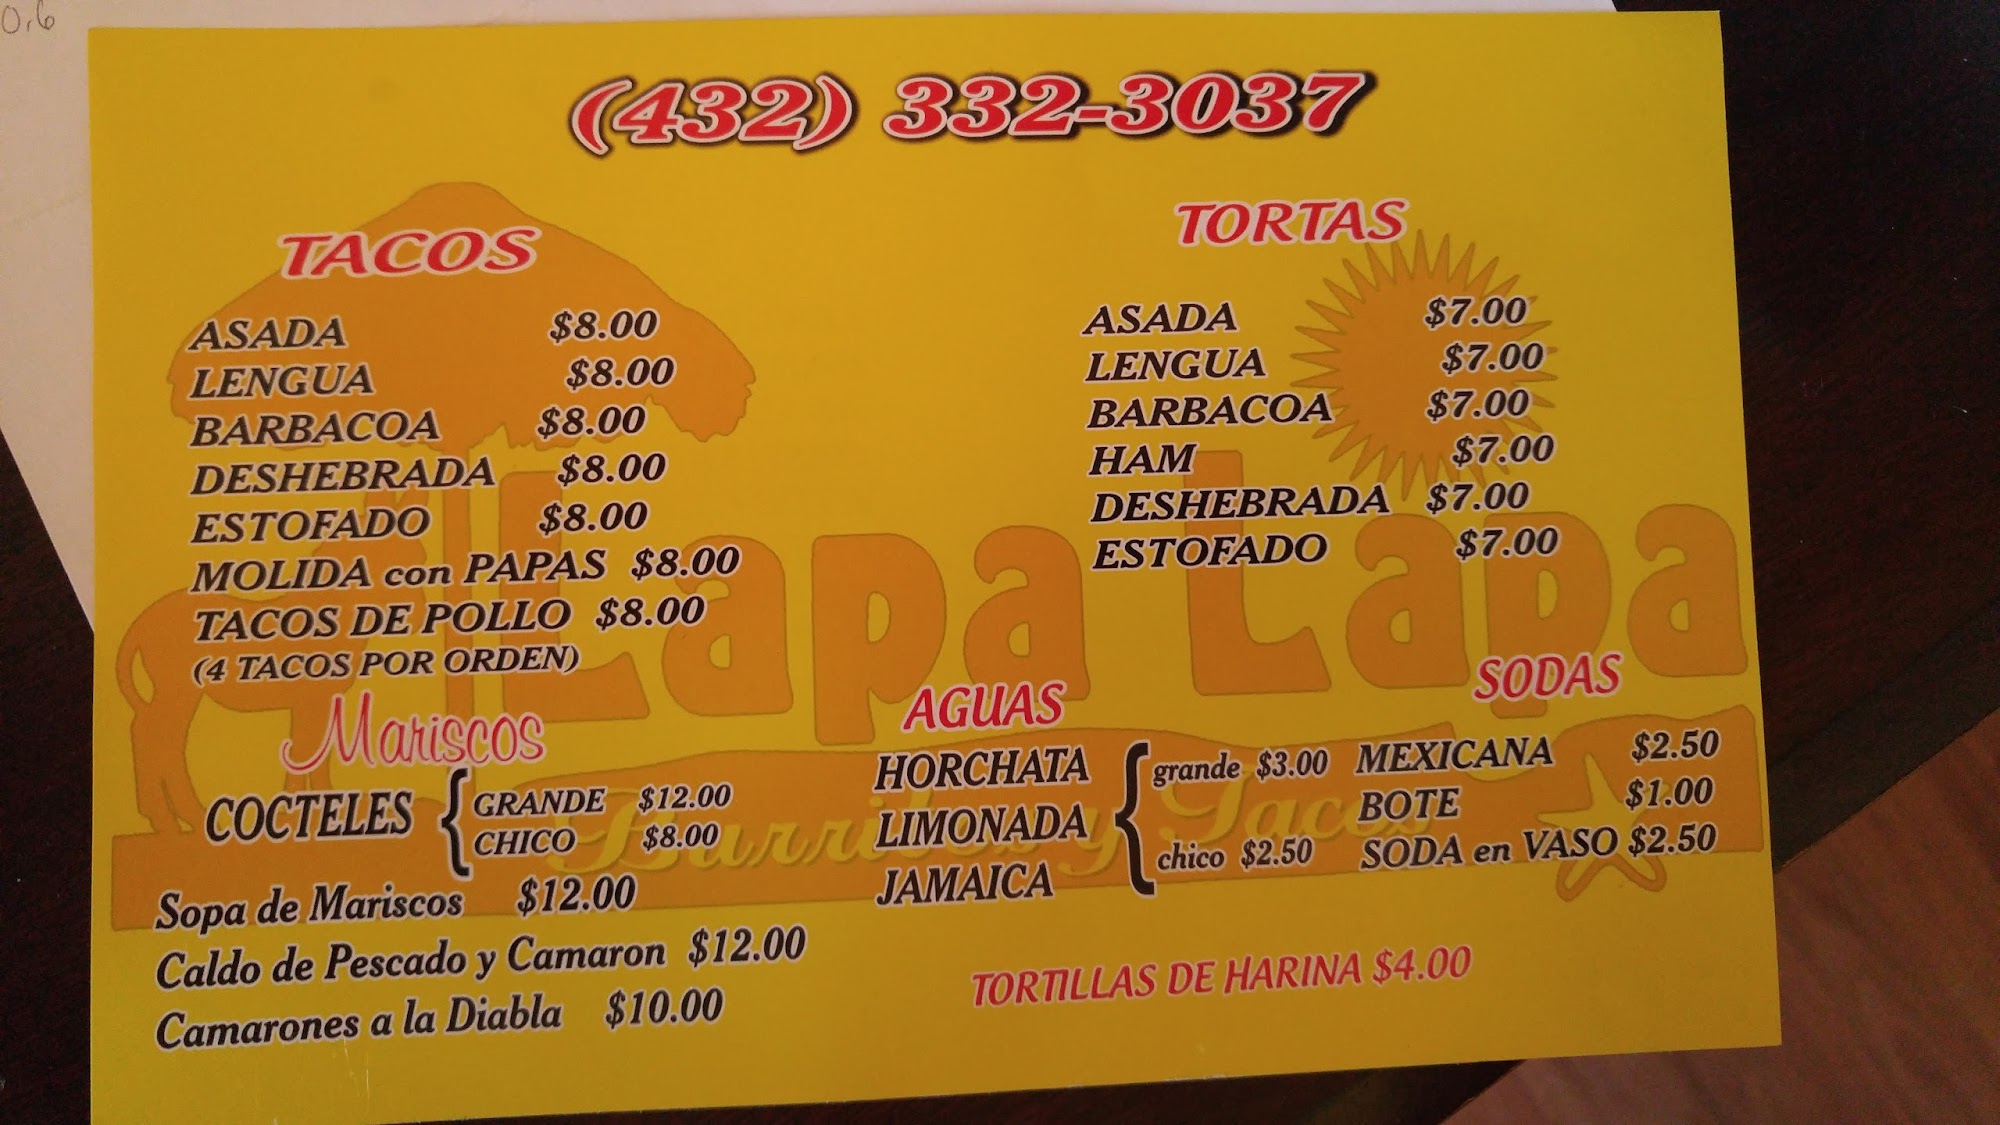 0.6
(432) 332-3037
TACOS
ASADA $8.00
LENGUA $8.00
BARBACOA $8.00
DESHEBRADA $8.00
ESTOFADO $8.00
MOLIDA con PAPAS $8.00
TACOS DE POLLO $8.00
(4 TACOS POR ORDEN)
TORTAS
ASADA $7.00
LENGUA $7.00
BARBACOA $7.00
HAM $7.00
DESHEBRADA $7.00
ESTOFADO $7.00
Lapa Lapa
Burritos y Tacos
Mariscos
COCTELES { GRANDE $12.00
CHICO $8.00
Sopa de Mariscos $12.00
Caldo de Pescado y Camaron $12.00
Camarones a la Diabla $10.00
AGUAS
HORCHATA
LIMONADA
JAMAICA
{ grande $3.00
chico $2.50
SODAS
MEXICANA $2.50
BOTE $1.00
SODA en VASO $2.50
TORTILLAS DE HARINA $4.00